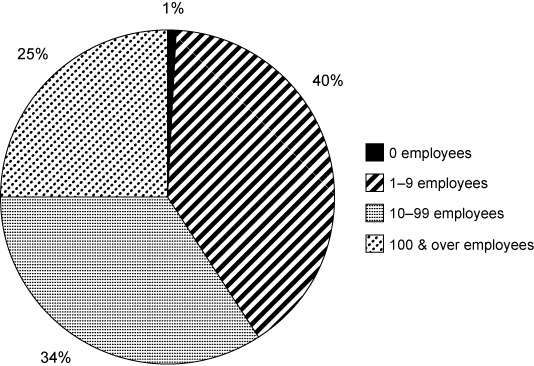 1%
25%
40%
0 employees
1–9 employees
10–99 employees
100 & over employees
34%